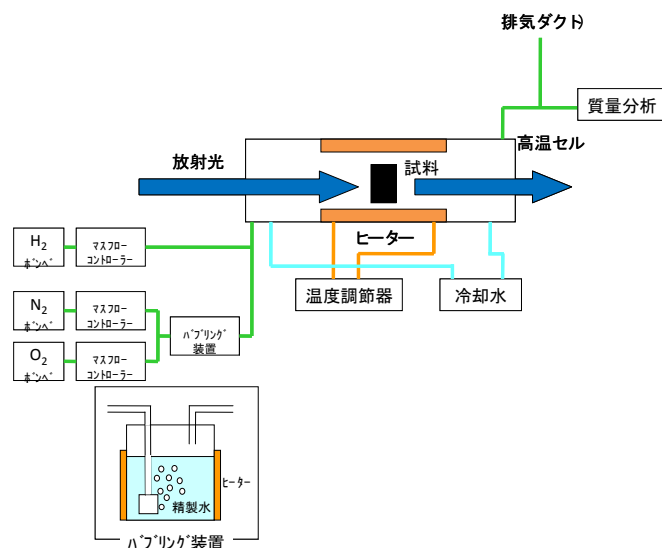 排気ダクト
質量分析
高温セル
放射光
試料
ヒーター
H2
ボンベ
マスフロー
コントローラー
温度調節器
冷却水
N2
ボンベ
マスフロー
コントローラー
バブリング
装置
O2
ボンベ
マスフロー
コントローラー
ヒーター
精製水
バブリング装置